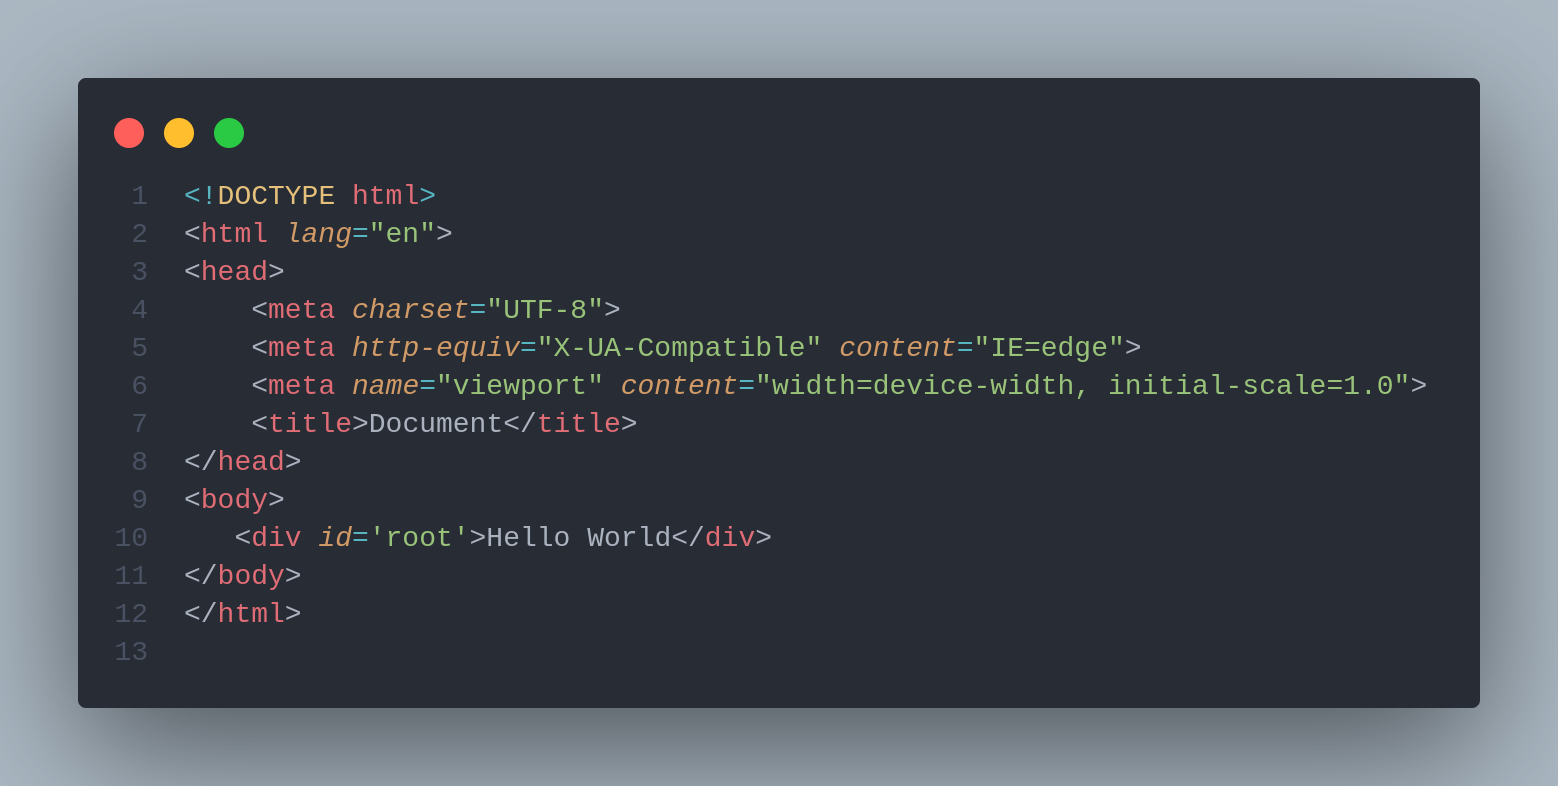 1 <!DOCTYPE html>
2 <html lang="en">
3 <head>
4     <meta charset="UTF-8">
5     <meta http-equiv="X-UA-Compatible" content="IE=edge">
6     <meta name="viewport" content="width=device-width, initial-scale=1.0">
7     <title>Document</title>
8 </head>
9 <body>
10    <div id='root'>Hello World</div>
11 </body>
12 </html>
13